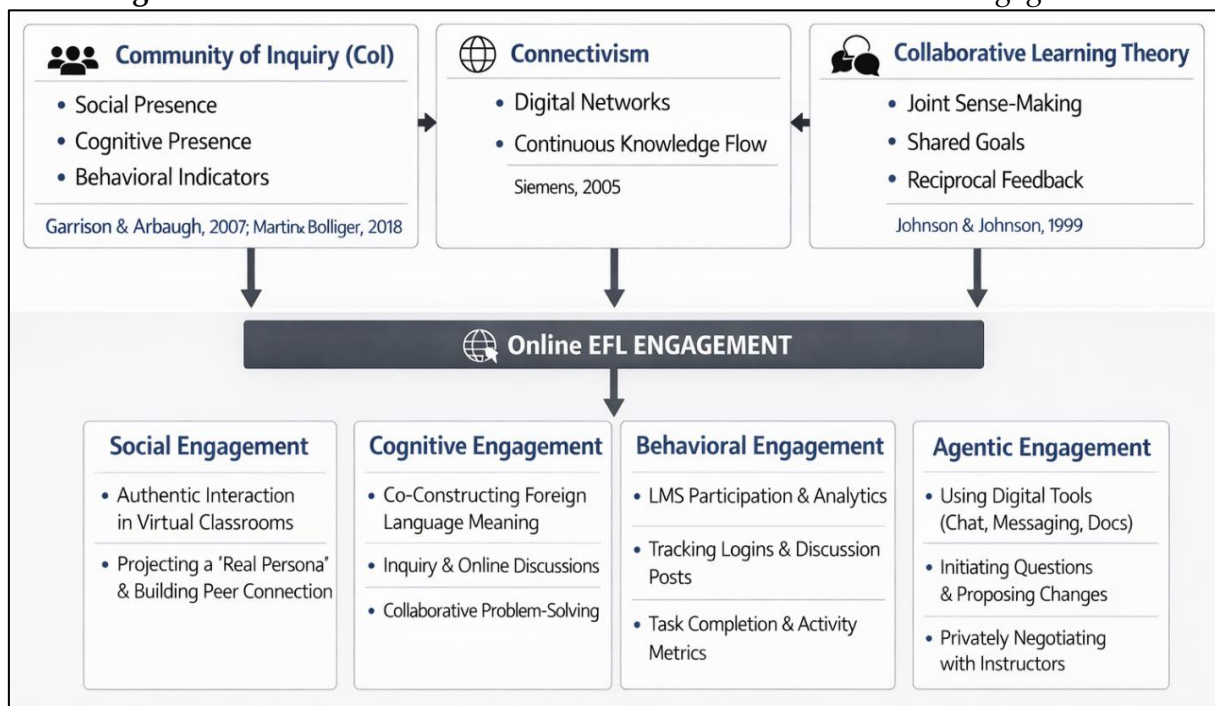 Community of Inquiry (CoI)
• Social Presence
• Cognitive Presence
• Behavioral Indicators
Garrison & Arbaugh, 2007; Martinx Bolliger, 2018
Connectivism
• Digital Networks
• Continuous Knowledge Flow
Siemens, 2005
Collaborative Learning Theory
• Joint Sense-Making
• Shared Goals
• Reciprocal Feedback
Johnson & Johnson, 1999
Online EFL ENGAGEMENT
Social Engagement
• Authentic Interaction
in Virtual Classrooms
• Projecting a 'Real Persona'
& Building Peer Connection
Cognitive Engagement
• Co-Constructing Foreign
Language Meaning
• Inquiry & Online Discussions
• Collaborative Problem-Solving
Behavioral Engagement
• LMS Participation & Analytics
• Tracking Logins & Discussion
Posts
• Task Completion & Activity
Metrics
Agentic Engagement
• Using Digital Tools
(Chat, Messaging, Docs)
• Initiating Questions
& Proposing Changes
• Privately Negotiating
with Instructors